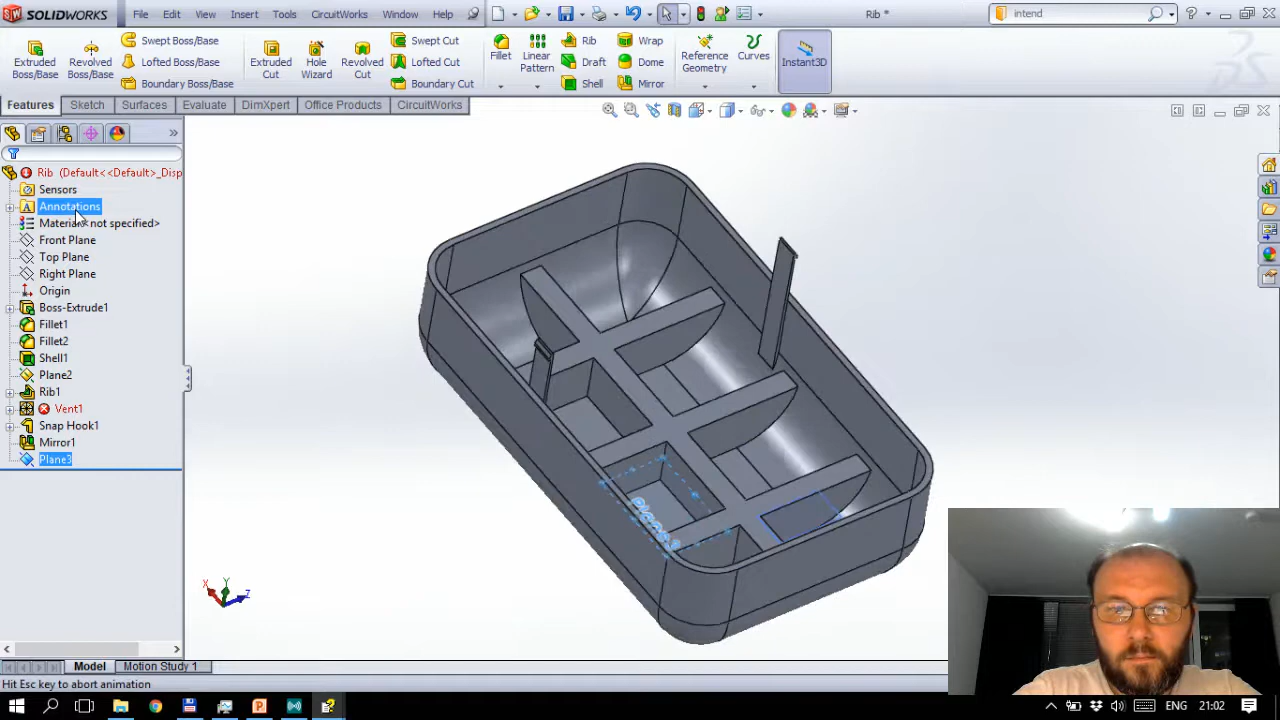 SOLIDWORKS File Edit View Insert Tools CircuitWorks Window Help Rib * intend
Extruded Boss/Base Revolved Boss/Base Swept Boss/Base Lofted Boss/Base Boundary Boss/Base Extruded Cut Hole Wizard Revolved Cut Swept Cut Lofted Cut Boundary Cut Fillet Linear Pattern Rib Draft Shell Wrap Dome Mirror Reference Geometry Curves Instant3D
Features Sketch Surfaces Evaluate DimXpert Office Products CircuitWorks
Rib (Default<<Default>_Disp
Sensors
Annotations
Material <not specified>
Front Plane
Top Plane
Right Plane
Origin
Boss-Extrude1
Fillet1
Fillet2
Shell1
Plane2
Rib1
Vent1
Snap Hook1
Mirror1
Plane3
Plane3
X Y Z
Model Motion Study 1
Hit Esc key to abort animation
ENG 21:02